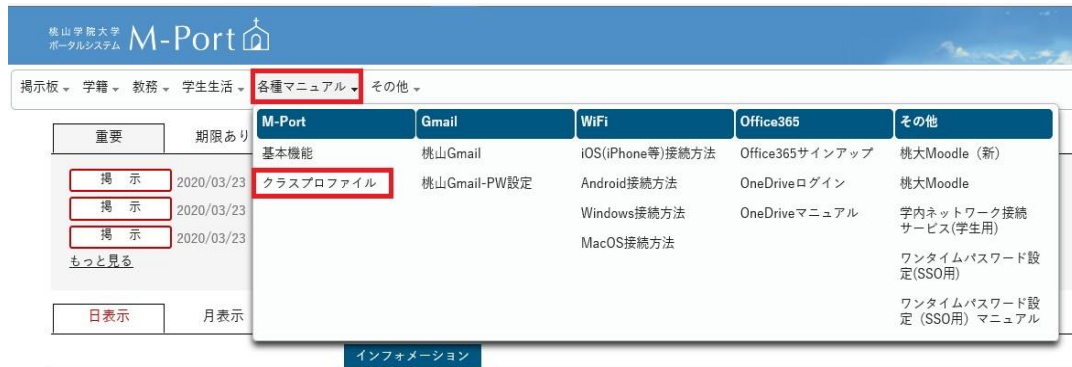 桃山学院大学
ポータルシステム M-Port
掲示板 学籍 教務 学生生活 各種マニュアル その他
重要 期限あり
掲 示 2020/03/23
掲 示 2020/03/23
掲 示 2020/03/23
もっと見る
日表示 月表示
M-Port
基本機能
クラスプロファイル
Gmail
桃山Gmail
桃山Gmail-PW設定
WiFi
iOS(iPhone等)接続方法
Android接続方法
Windows接続方法
MacOS接続方法
Office365
Office365サインアップ
OneDriveログイン
OneDriveマニュアル
その他
桃大Moodle（新）
桃大Moodle
学内ネットワーク接続
サービス(学生用)
ワンタイムパスワード設
定(SSO用)
ワンタイムパスワード設
定（SSO用）マニュアル
インフォメーション